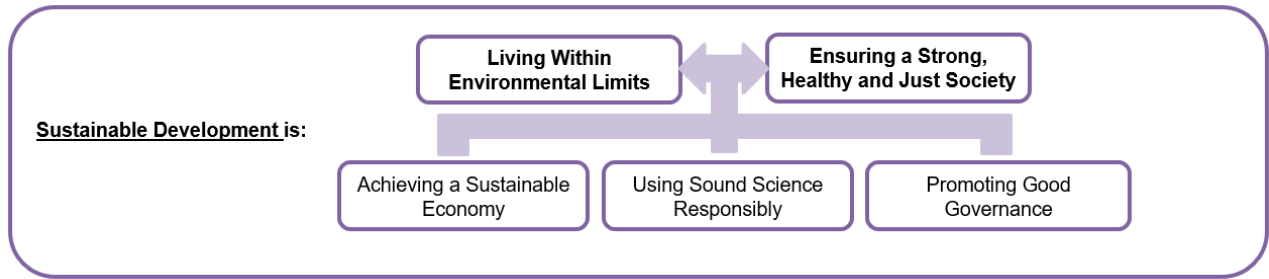 Living Within
Environmental Limits
Ensuring a Strong,
Healthy and Just Society
Sustainable Development is:
Achieving a Sustainable
Economy
Using Sound Science
Responsibly
Promoting Good
Governance